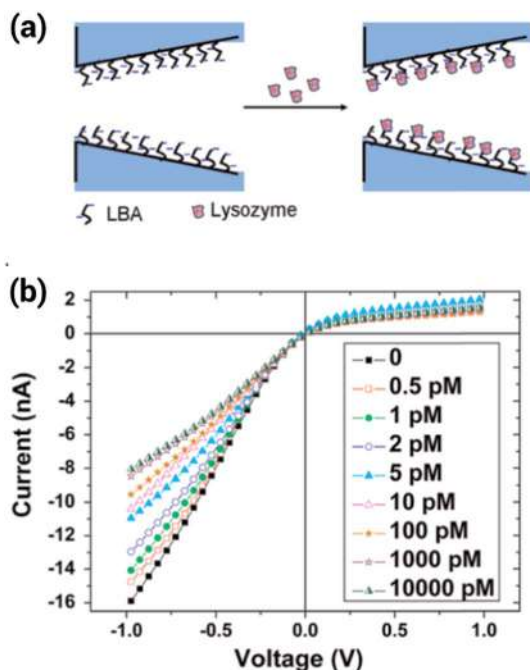 (a)
LBA
Lysozyme
(b)
2
0
-2
-4
-6
-8
-10
-12
-14
-16
Current (nA)
0
0.5 pM
1 pM
2 pM
5 pM
10 pM
100 pM
1000 pM
10000 pM
-1.0
-0.5
0.0
0.5
1.0
Voltage (V)